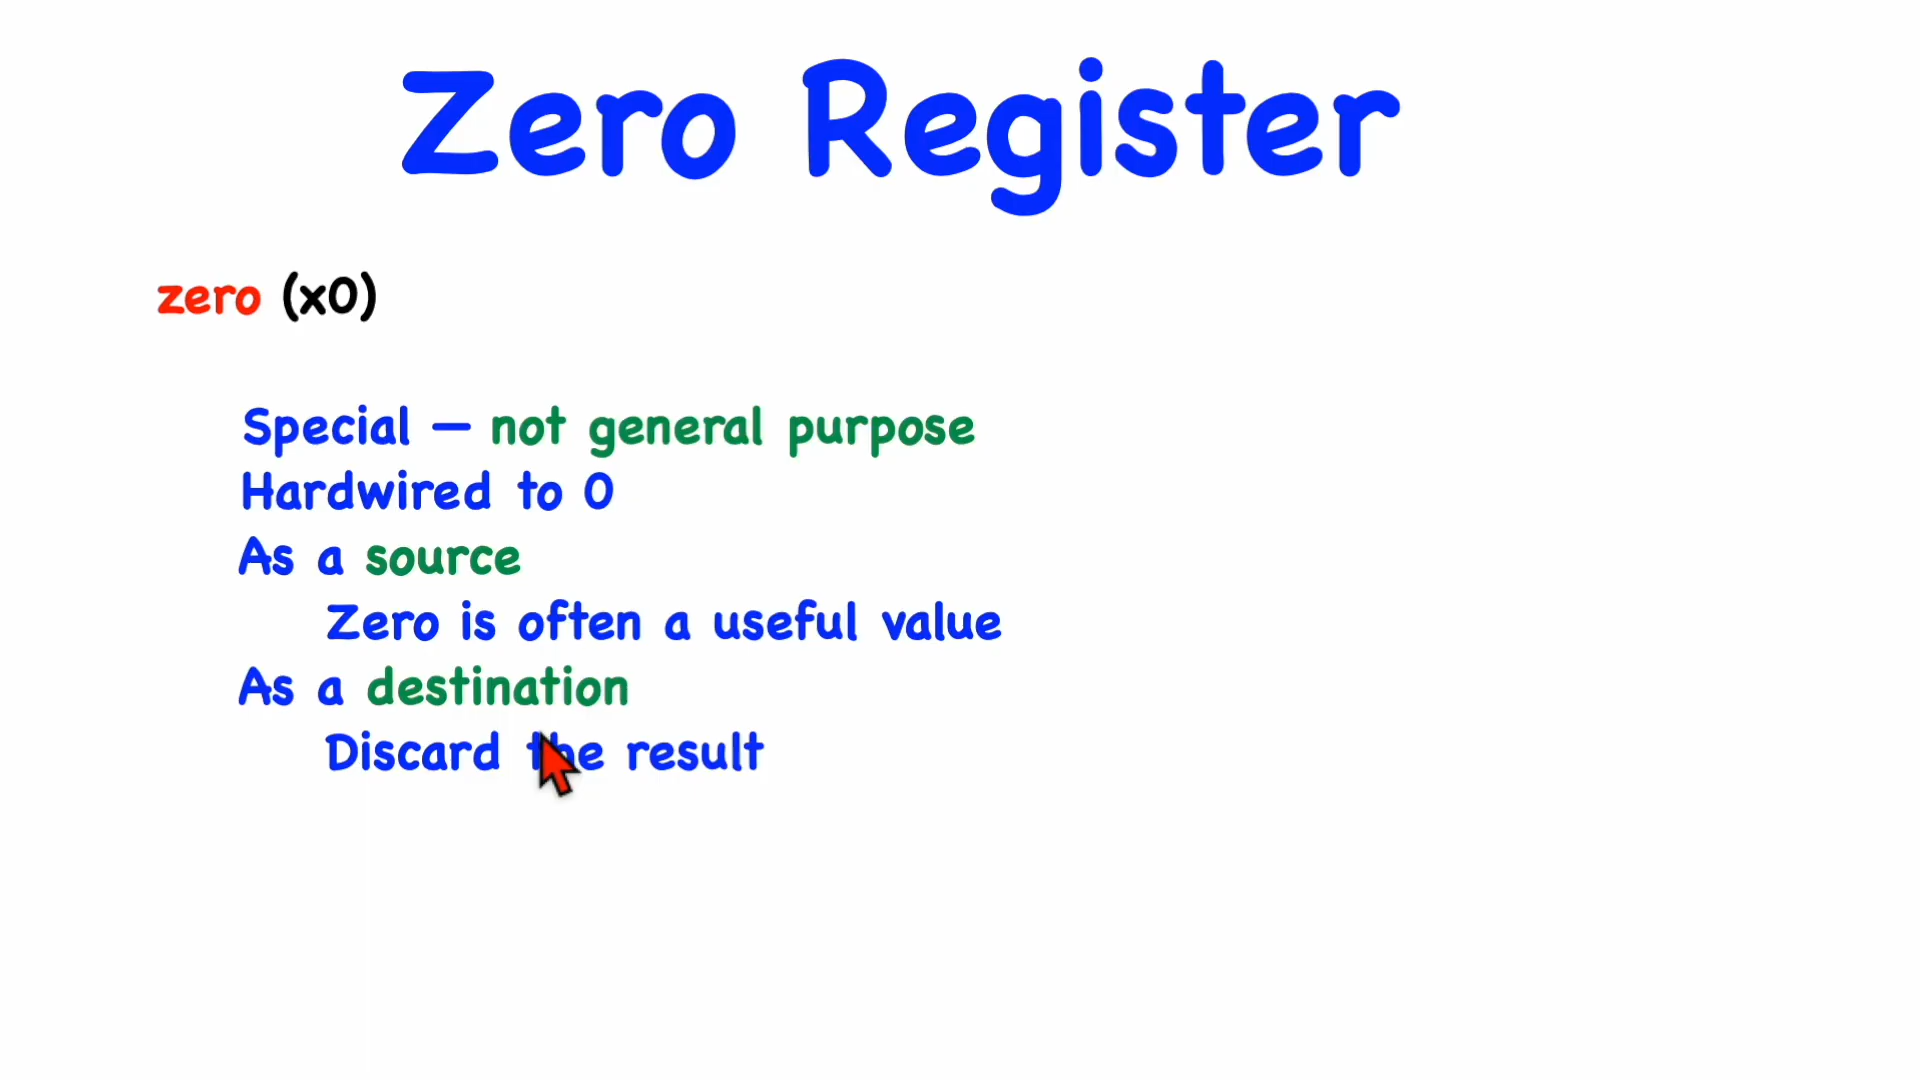 Zero Register
zero (x0)
Special — not general purpose
Hardwired to 0
As a source
Zero is often a useful value
As a destination
Discard the result